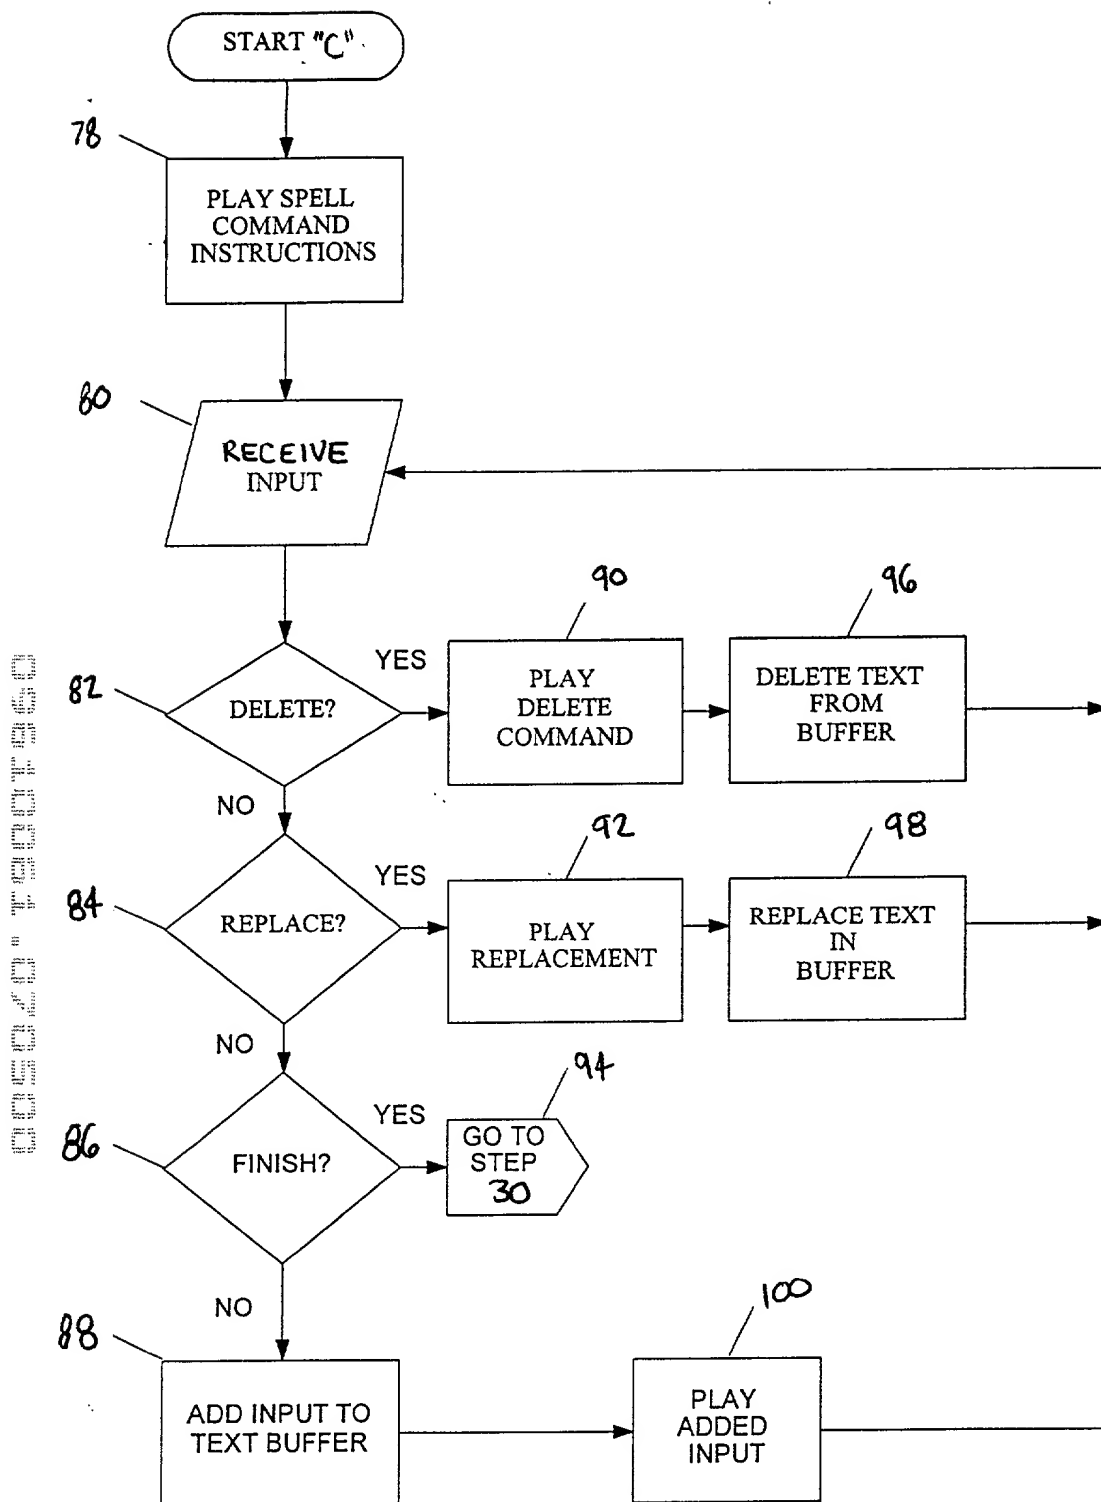 START "C"
78
PLAY SPELL
COMMAND
INSTRUCTIONS
80
RECEIVE
INPUT
90
96
82
DELETE?
YES
PLAY
DELETE
COMMAND
DELETE TEXT
FROM
BUFFER
NO
92
98
84
REPLACE?
YES
PLAY
REPLACEMENT
REPLACE TEXT
IN
BUFFER
NO
94
86
FINISH?
YES
GO TO
STEP
30
NO
100
88
ADD INPUT TO
TEXT BUFFER
PLAY
ADDED
INPUT
09610061.070500